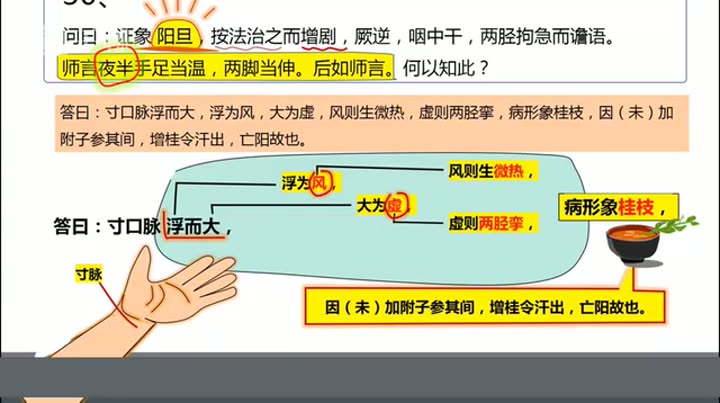 30、
问曰：证象阳旦，按法治之而增剧，厥逆，咽中干，两胫拘急而谵语。
师言夜半手足当温，两脚当伸。后如师言。何以知此？
答曰：寸口脉浮而大，浮为风，大为虚，风则生微热，虚则两胫挛，病形象桂枝，因（未）加
附子参其间，增桂令汗出，亡阳故也。
风则生微热，
浮为风，
大为虚，
病形象桂枝，
答曰：寸口脉浮而大，
虚则两胫挛，
寸脉
因（未）加附子参其间，增桂令汗出，亡阳故也。